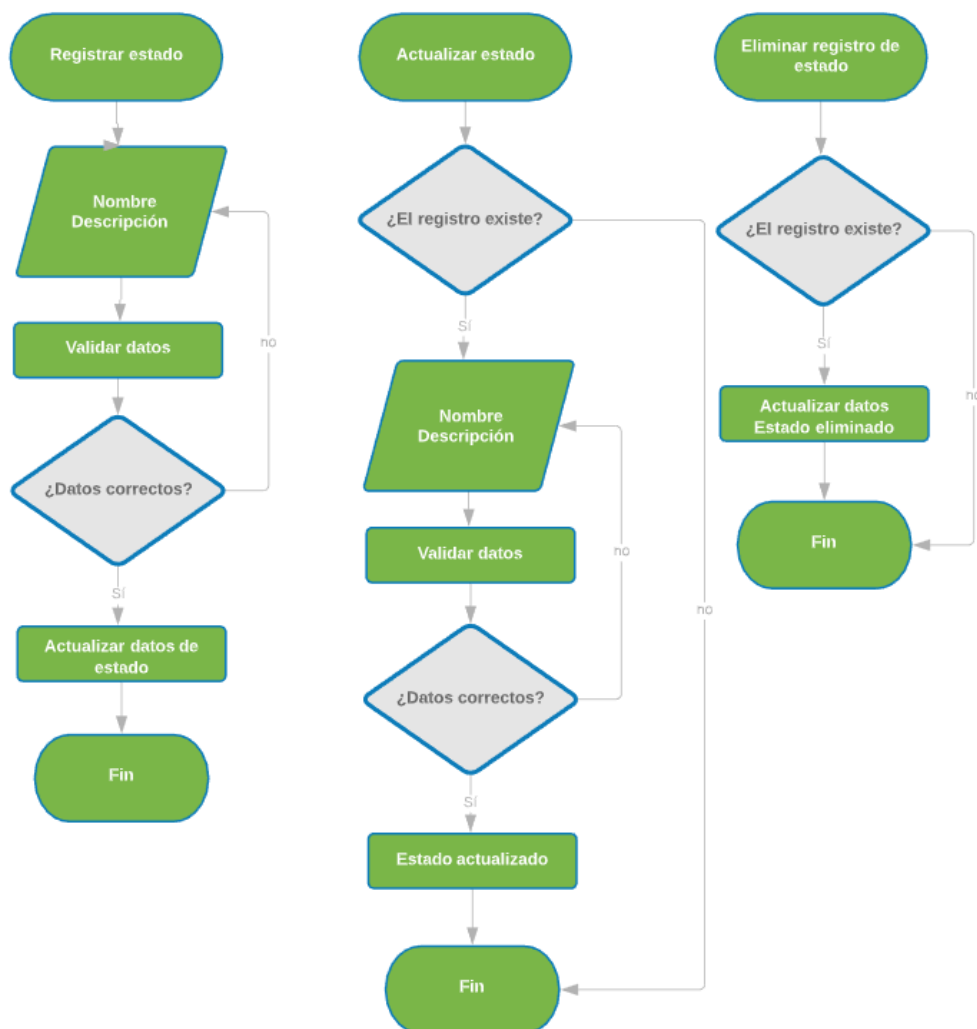 Registrar estado
Nombre
Descripción
no
Validar datos
¿Datos correctos?
Sí
Actualizar datos de
estado
Fin
Actualizar estado
¿El registro existe?
Sí
Nombre
Descripción
no
Validar datos
no
¿Datos correctos?
Sí
Estado actualizado
Fin
Eliminar registro de
estado
¿El registro existe?
Sí
no
Actualizar datos
Estado eliminado
Fin